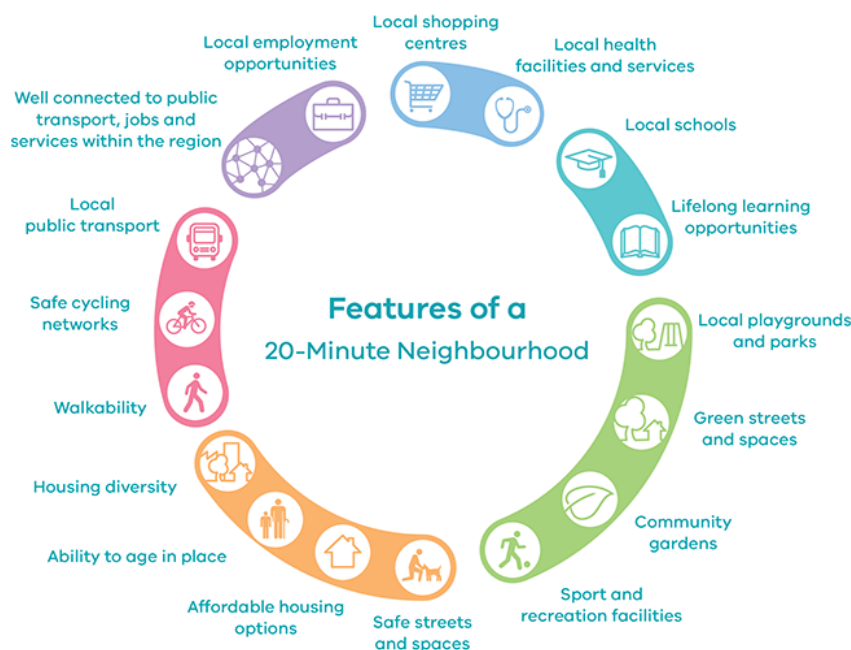 Features of a
20-Minute Neighbourhood
Local shopping
centres
Local health
facilities and services
Local schools
Lifelong learning
opportunities
Local playgrounds
and parks
Green streets
and spaces
Community
gardens
Sport and
recreation facilities
Safe streets
and spaces
Affordable housing
options
Ability to age in place
Housing diversity
Walkability
Safe cycling
networks
Local
public transport
Well connected to public
transport, jobs and
services within the region
Local employment
opportunities